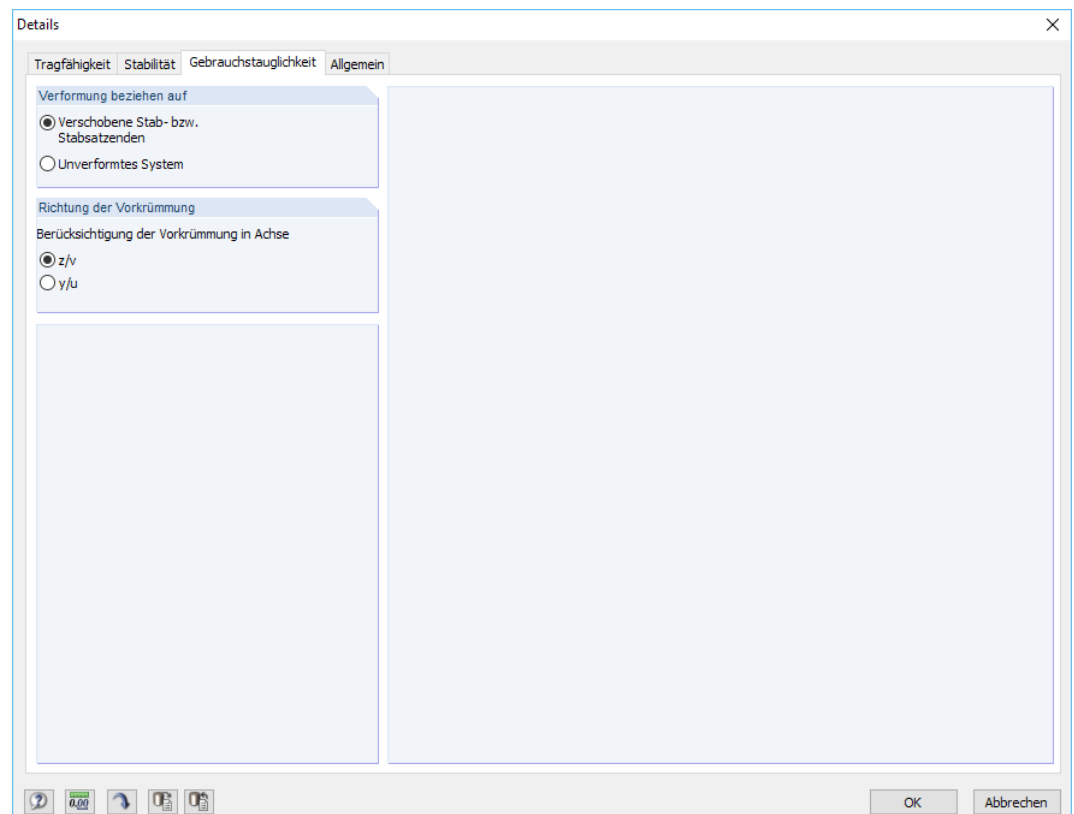 Details
Tragfähigkeit Stabilität Gebrauchstauglichkeit Allgemein
Verformung beziehen auf
Verschobene Stab- bzw.
Stabsatzenden
Unverformtes System
Richtung der Vorkrümmung
Berücksichtigung der Vorkrümmung in Achse
z/v
y/u
0.00
OK Abbrechen